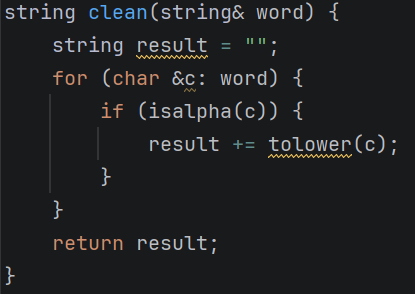 string clean(string& word) {
    string result = "";
    for (char &c: word) {
        if (isalpha(c)) {
            result += tolower(c);
        }
    }
    return result;
}